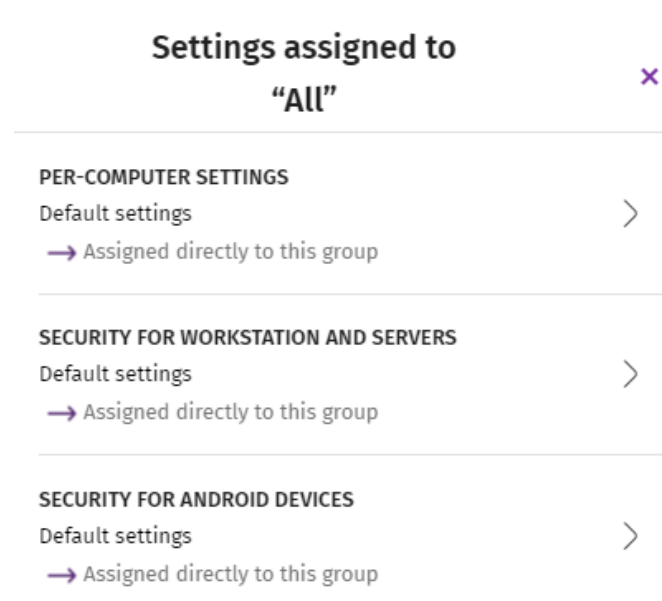 Settings assigned to
“All”
PER-COMPUTER SETTINGS
Default settings
Assigned directly to this group
SECURITY FOR WORKSTATION AND SERVERS
Default settings
Assigned directly to this group
SECURITY FOR ANDROID DEVICES
Default settings
Assigned directly to this group